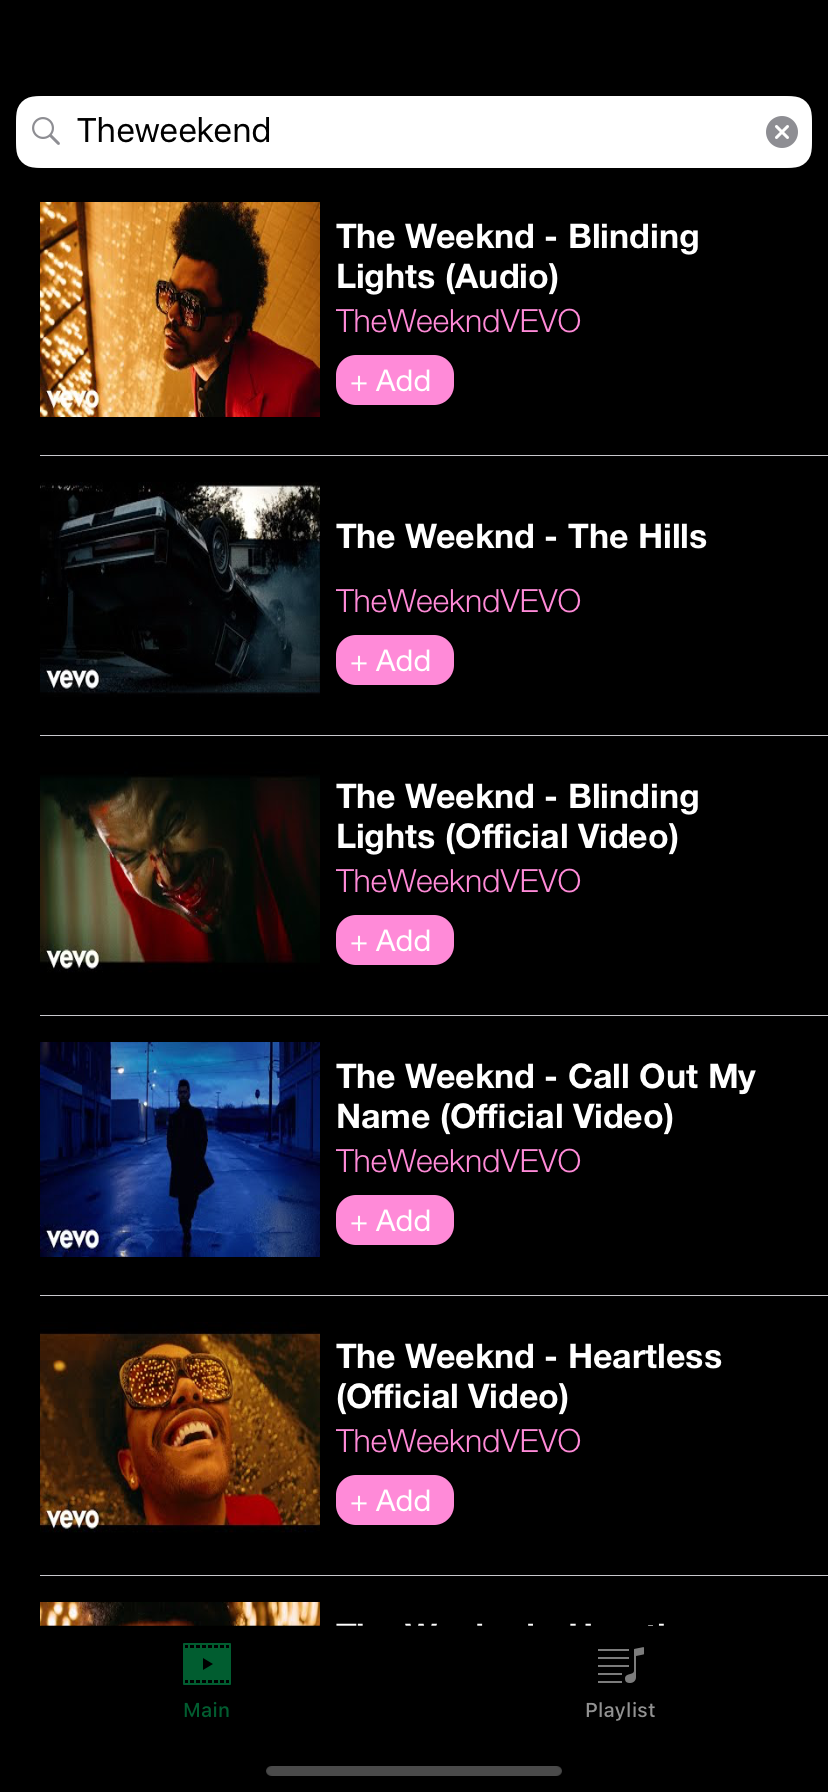 Theweekend
The Weeknd - Blinding
Lights (Audio)
TheWeekndVEVO
+ Add
vevo
The Weeknd - The Hills
TheWeekndVEVO
+ Add
vevo
The Weeknd - Blinding
Lights (Official Video)
TheWeekndVEVO
+ Add
vevo
The Weeknd - Call Out My
Name (Official Video)
TheWeekndVEVO
+ Add
vevo
The Weeknd - Heartless
(Official Video)
TheWeekndVEVO
+ Add
vevo
Main
Playlist